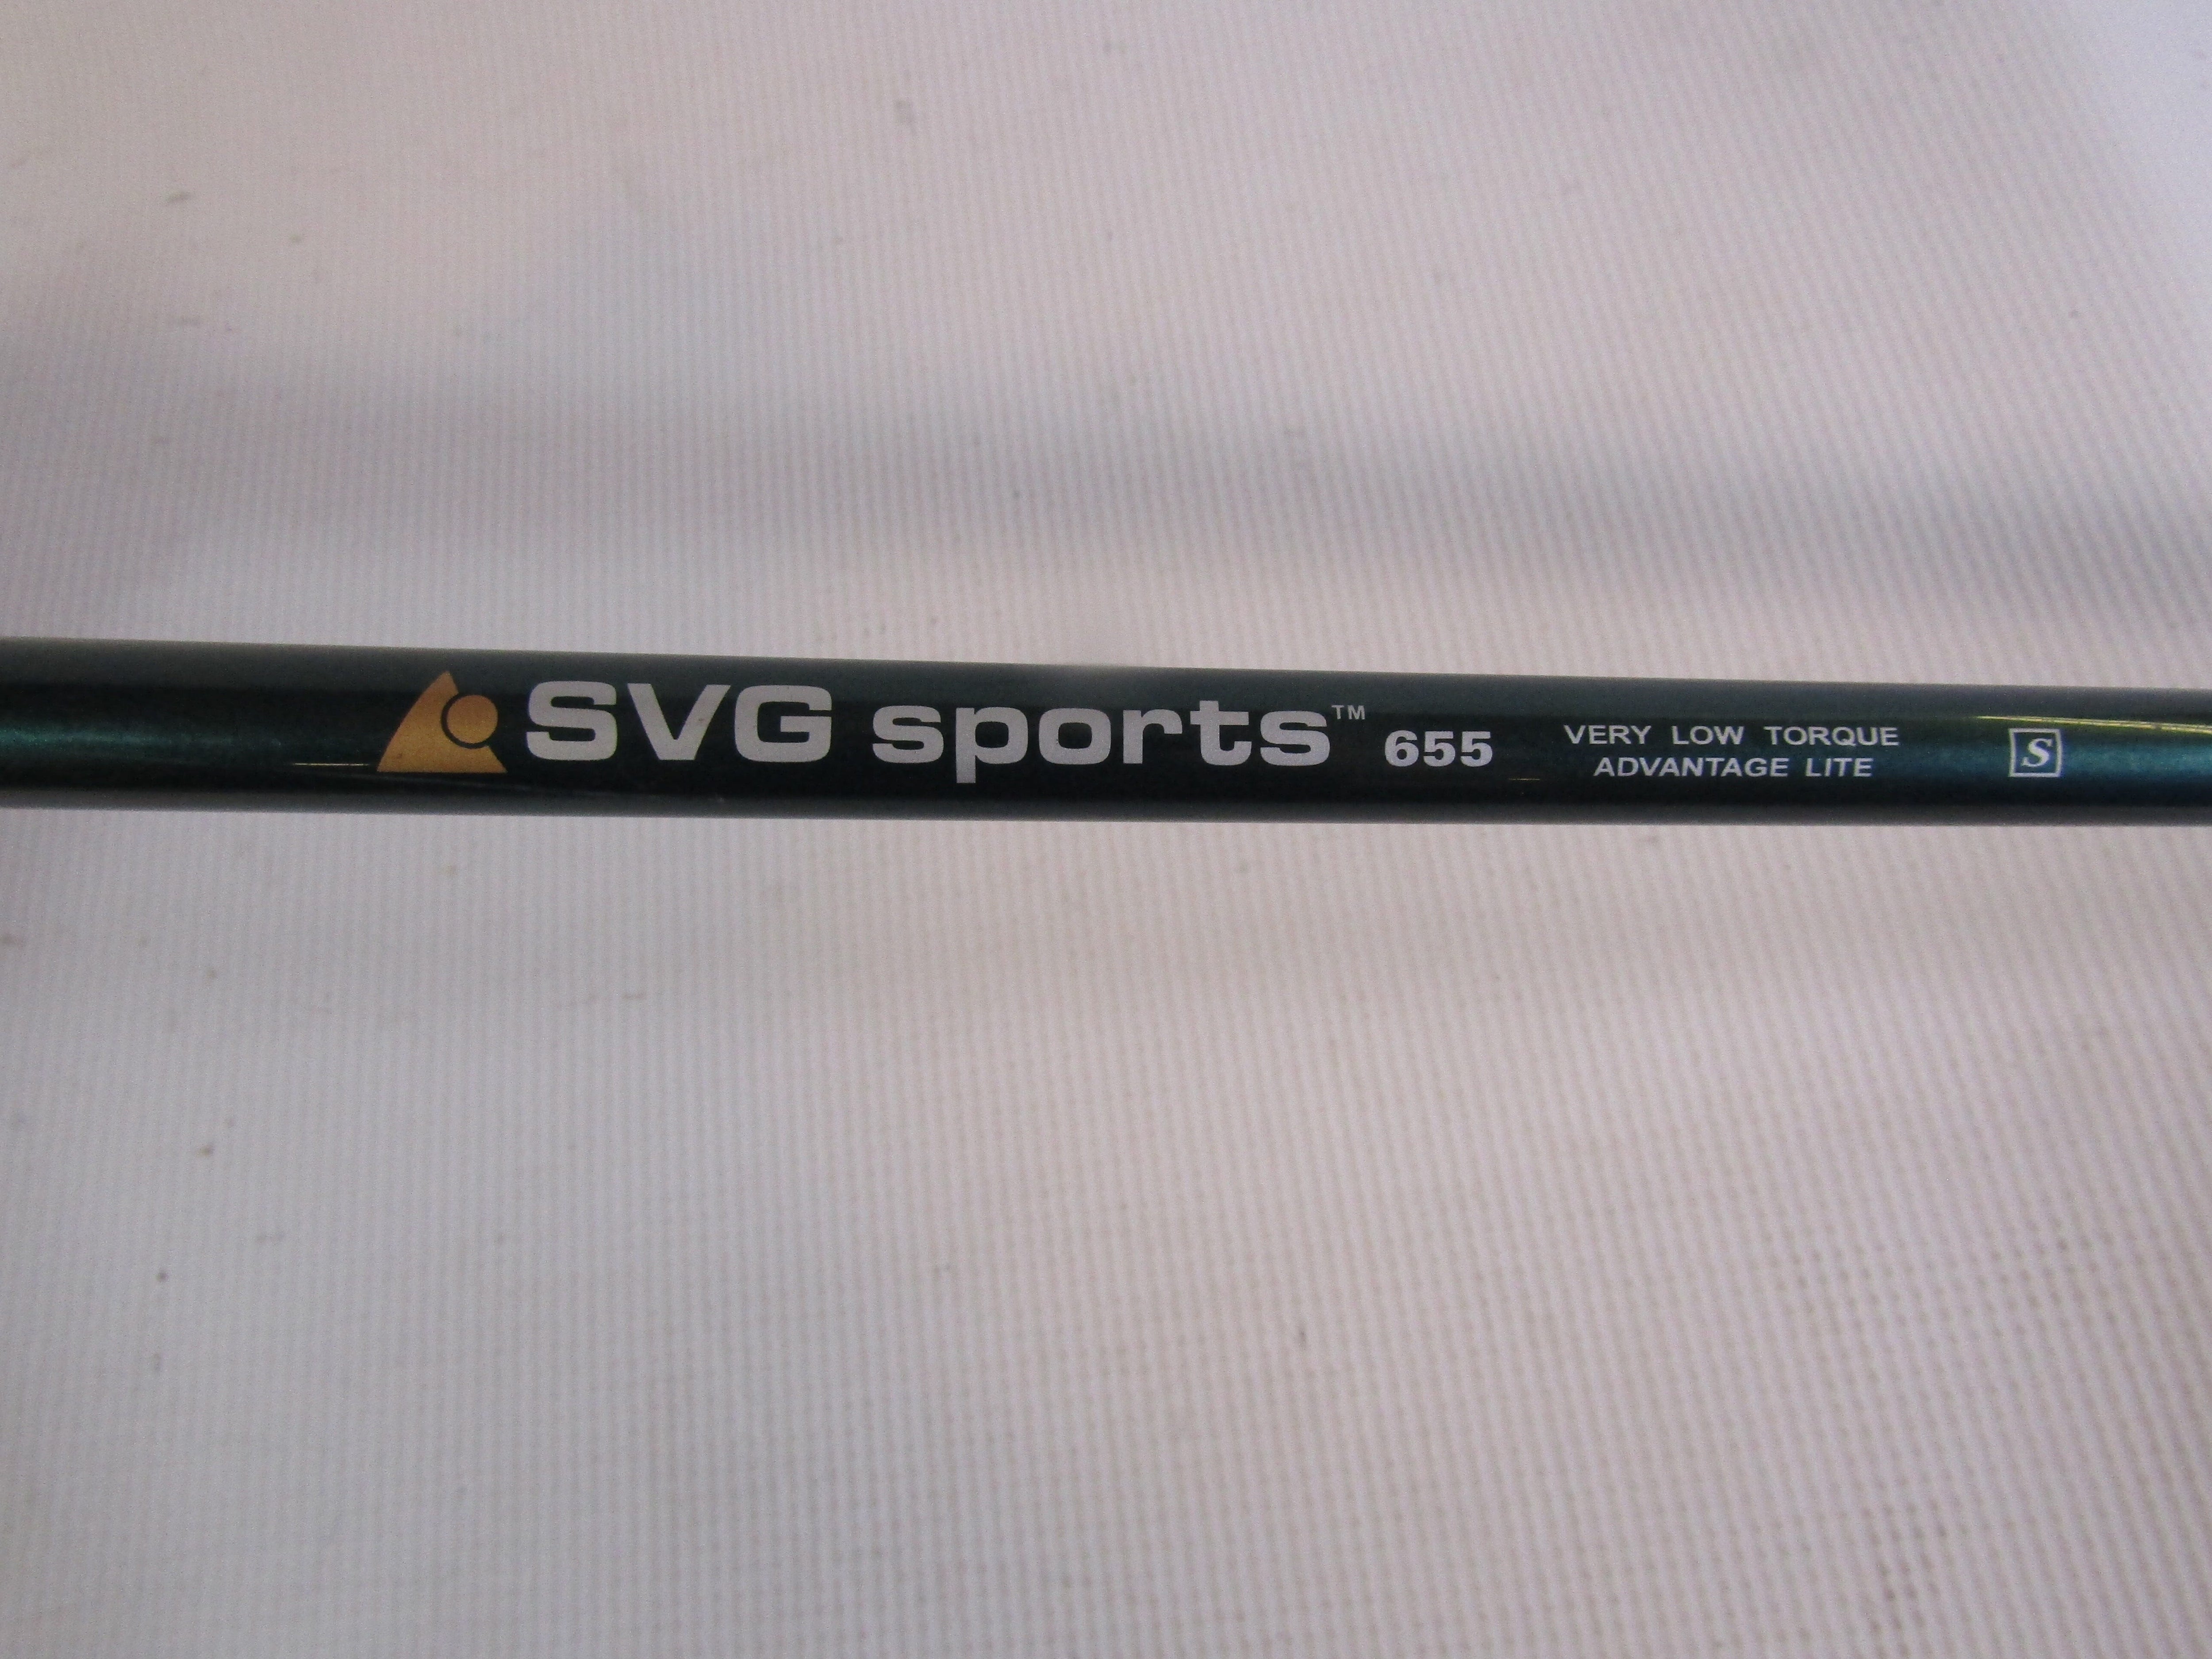 SVG sports™ 655
VERY LOW TORQUE
ADVANTAGE LITE
S